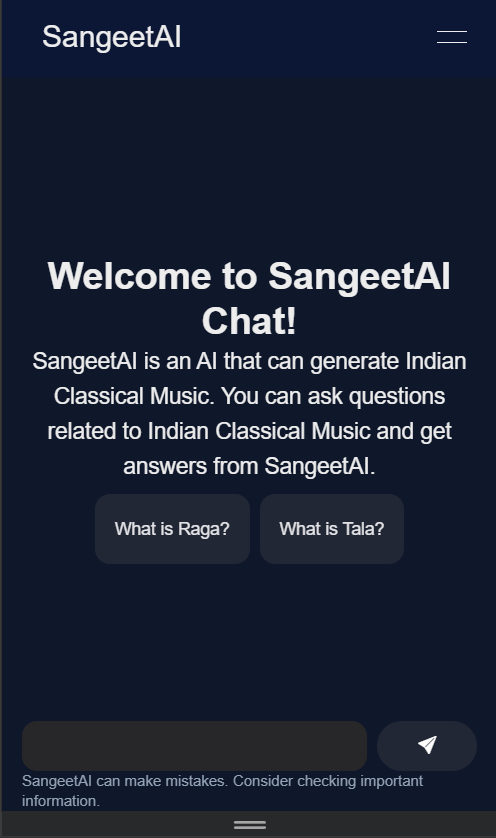 SangeetAI
Welcome to SangeetAI
Chat!
SangeetAI is an AI that can generate Indian
Classical Music. You can ask questions
related to Indian Classical Music and get
answers from SangeetAI.
What is Raga?
What is Tala?
SangeetAI can make mistakes. Consider checking important
information.